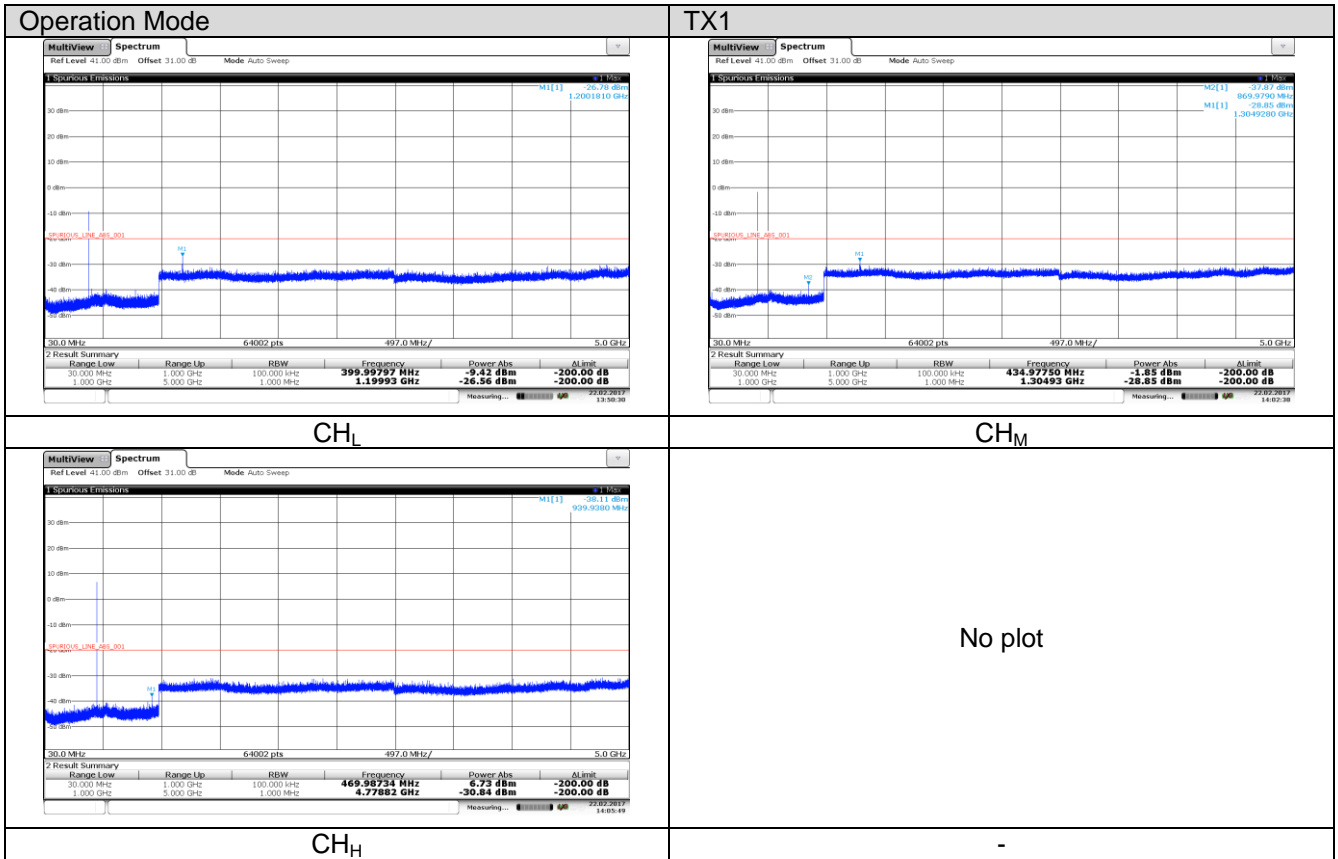 Operation Mode
TX1
MultiView Spectrum
Ref Level 41.00 dBm Offset 31.00 dB Mode Auto Sweep
1 Spurious Emissions 1 Max
M1[1] -26.78 dBm
1.2001810 GHz
30 dBm
20 dBm
10 dBm
0 dBm
-10 dBm
SPURIOUS_LINE_ABS_001
M1
-30 dBm
-40 dBm
-50 dBm
30.0 MHz 64002 pts 497.0 MHz/ 5.0 GHz
2 Result Summary
Range Low Range Up RBW Frequency Power Abs ΔLimit
30.000 MHz 1.000 GHz 100.000 kHz 399.99797 MHz -9.42 dBm -200.00 dB
1.000 GHz 5.000 GHz 1.000 MHz 1.19993 GHz -26.56 dBm -200.00 dB
Measuring... 22.02.2017
13:50:30
MultiView Spectrum
Ref Level 41.00 dBm Offset 31.00 dB Mode Auto Sweep
1 Spurious Emissions 1 Max
M2[1] -37.87 dBm
869.9790 MHz
M1[1] -28.85 dBm
1.3049280 GHz
30 dBm
20 dBm
10 dBm
0 dBm
-10 dBm
SPURIOUS_LINE_ABS_001
M1
-30 dBm
M2
-40 dBm
-50 dBm
30.0 MHz 64002 pts 497.0 MHz/ 5.0 GHz
2 Result Summary
Range Low Range Up RBW Frequency Power Abs ΔLimit
30.000 MHz 1.000 GHz 100.000 kHz 434.97750 MHz -1.85 dBm -200.00 dB
1.000 GHz 5.000 GHz 1.000 MHz 1.30493 GHz -28.85 dBm -200.00 dB
Measuring... 22.02.2017
14:02:38
CHL
CHM
MultiView Spectrum
Ref Level 41.00 dBm Offset 31.00 dB Mode Auto Sweep
1 Spurious Emissions 1 Max
M1[1] -38.11 dBm
939.9380 MHz
30 dBm
20 dBm
10 dBm
0 dBm
-10 dBm
SPURIOUS_LINE_ABS_001
-30 dBm
M1
-40 dBm
-50 dBm
30.0 MHz 64002 pts 497.0 MHz/ 5.0 GHz
2 Result Summary
Range Low Range Up RBW Frequency Power Abs ΔLimit
30.000 MHz 1.000 GHz 100.000 kHz 469.98734 MHz 6.73 dBm -200.00 dB
1.000 GHz 5.000 GHz 1.000 MHz 4.77882 GHz -30.84 dBm -200.00 dB
Measuring... 22.02.2017
14:05:49
No plot
CHH
-